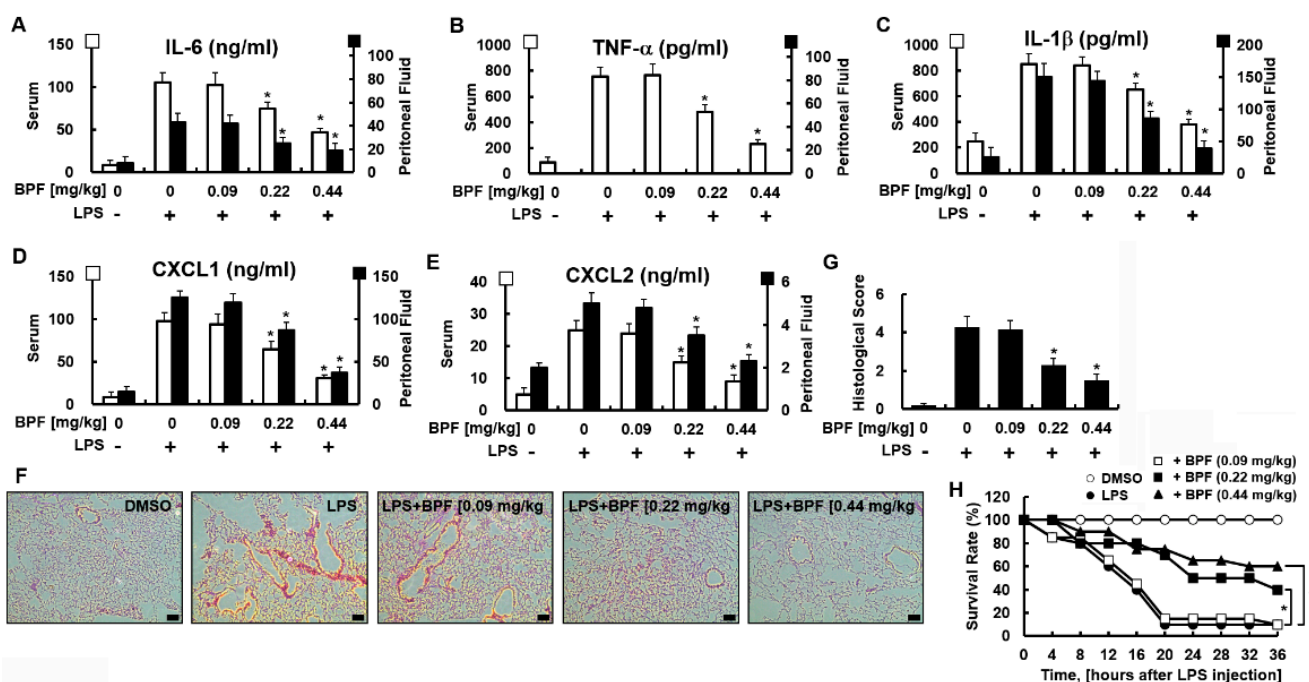 A
IL-6 (ng/ml)
Serum
150
100
50
0
100
80
60
40
20
0
* * * *
BPF [mg/kg] 0 0 0.09 0.22 0.44
LPS - + + + +
B
TNF-α (pg/ml)
Serum
1000
800
600
400
200
0
Peritoneal Fluid
100
80
60
40
20
0
* *
BPF [mg/kg] 0 0 0.09 0.22 0.44
LPS - + + + +
C
IL-1β (pg/ml)
Serum
1000
800
600
400
200
0
Peritoneal Fluid
200
150
100
50
0
* * * *
BPF [mg/kg] 0 0 0.09 0.22 0.44
LPS - + + + +
D
CXCL1 (ng/ml)
Serum
150
100
50
0
Peritoneal Fluid
150
100
50
0
* * * *
BPF [mg/kg] 0 0 0.09 0.22 0.44
LPS - + + + +
E
CXCL2 (ng/ml)
Serum
40
30
20
10
0
Peritoneal Fluid
6
4
2
0
* * * *
BPF [mg/kg] 0 0 0.09 0.22 0.44
LPS - + + + +
G
Histological Score
6
4
2
0
* *
BPF [mg/kg] 0 0 0.09 0.22 0.44
LPS - + + + +
F
DMSO
LPS
LPS+BPF [0.09 mg/kg
LPS+BPF [0.22 mg/kg
LPS+BPF [0.44 mg/kg]
H
DMSO
LPS
+ BPF (0.09 mg/kg)
+ BPF (0.22 mg/kg)
+ BPF (0.44 mg/kg)
Survival Rate (%)
120
100
80
60
40
20
0
*
0 4 8 12 16 20 24 28 32 36
Time, [hours after LPS injection]